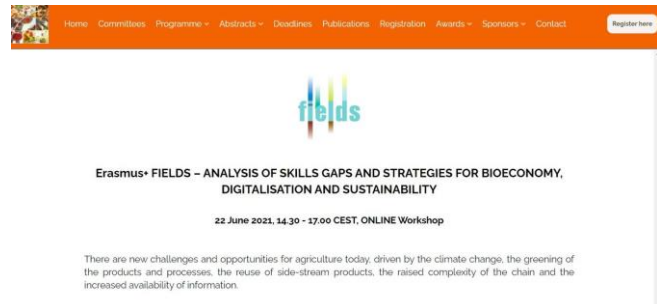 Home Committees Programme Abstracts Deadlines Publications Registration Awards Sponsors Contact Register here
fields
Erasmus+ FIELDS – ANALYSIS OF SKILLS GAPS AND STRATEGIES FOR BIOECONOMY,
DIGITALISATION AND SUSTAINABILITY
22 June 2021, 14.30 - 17.00 CEST, ONLINE Workshop
There are new challenges and opportunities for agriculture today, driven by the climate change, the greening of
the products and processes, the reuse of side-stream products, the raised complexity of the chain and the
increased availability of information.